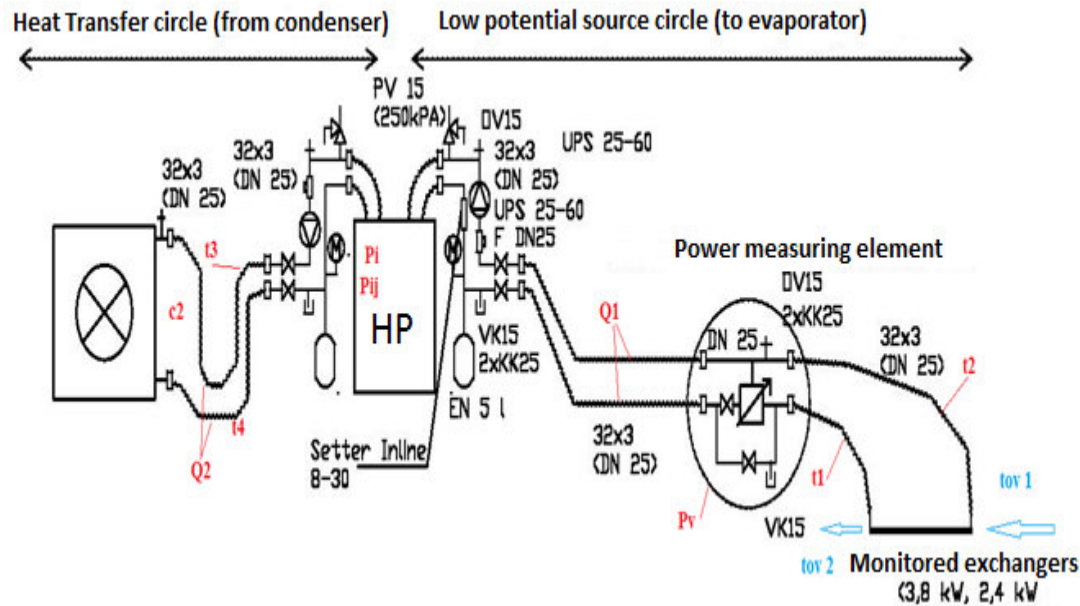 Heat Transfer circle (from condenser)
Low potential source circle (to evaporator)
PV 15
(250kPA)
OV15
UPS 25-60
32x3
(DN 25)
32x3
(DN 25)
32x3
(DN 25)
UPS 25-60
F DN25
Power measuring element
t3
M
Pi
Pij
HP
M
c2
OV15
2xKK25
Q1
DN 25
VK15
2xKK25
32x3
(DN 25)
t2
EN 5 l
t4
Q2
Setter Inline
8-30
32x3
(DN 25)
t1
tov 1
Pv
VK15
tov 2
Monitored exchangers
(3,8 kW, 2,4 kW